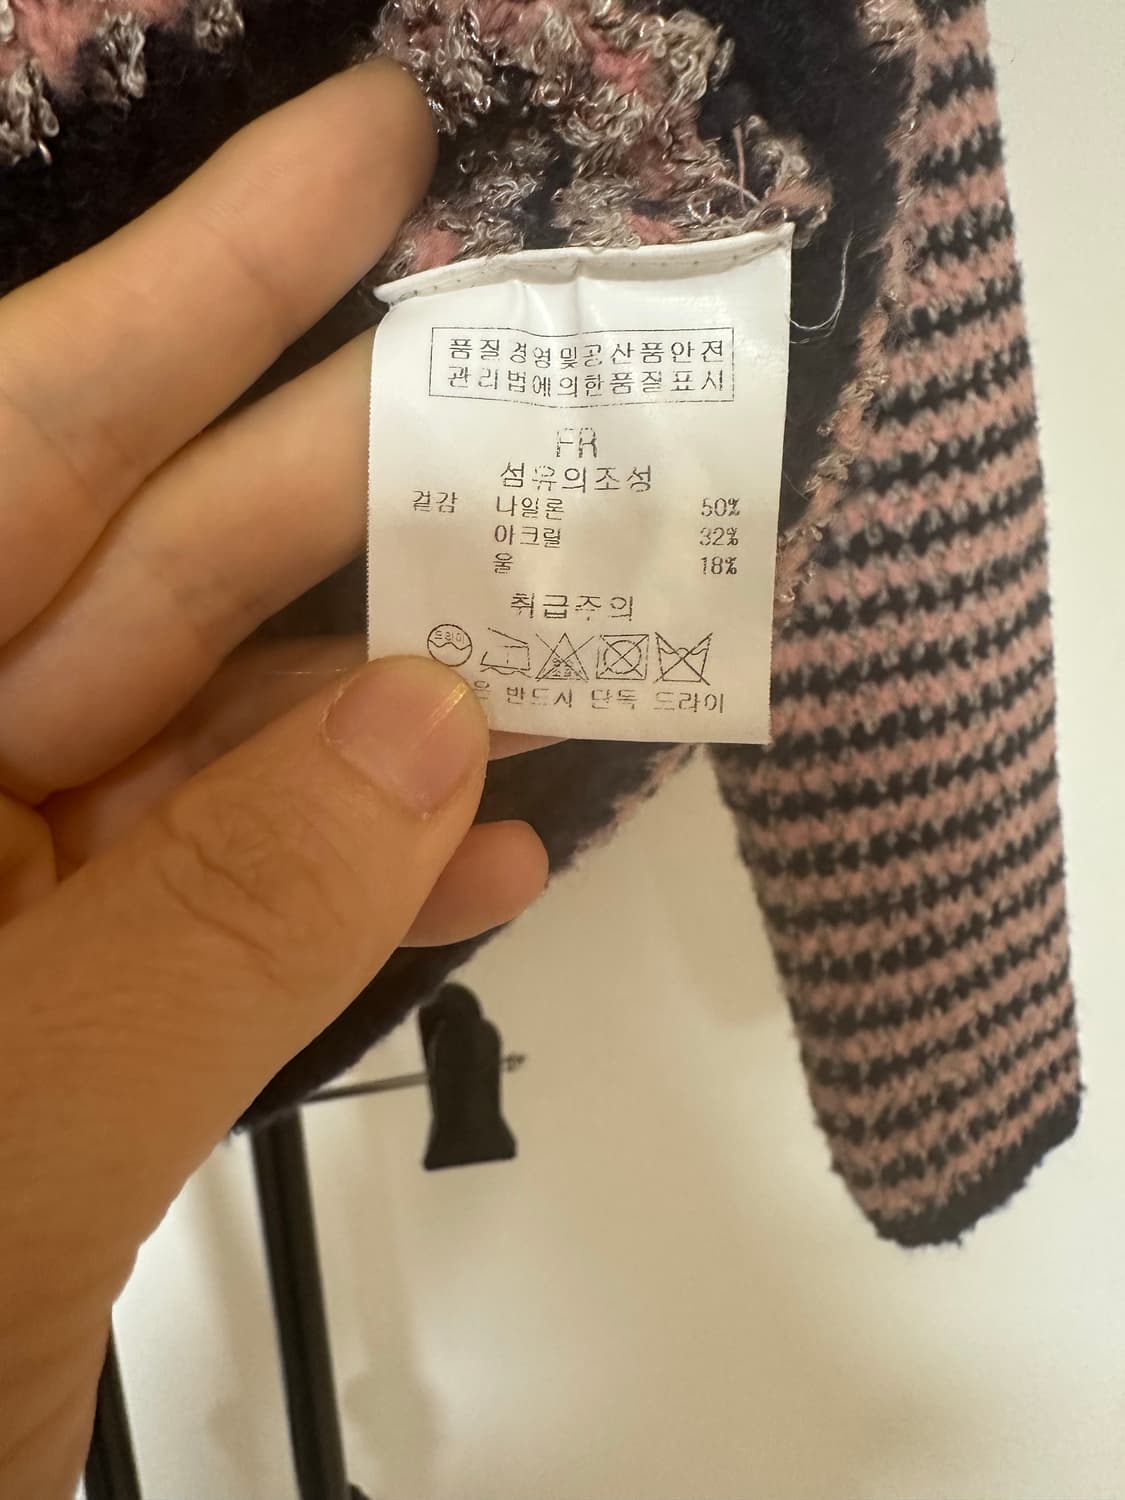 품질경영및공산품안전
관리법에의한품질표시
FR
섬유의조성
겉감 나일론 50%
아크릴 32%
울 18%
취급주의
드라이
은 반드시 단독 드라이